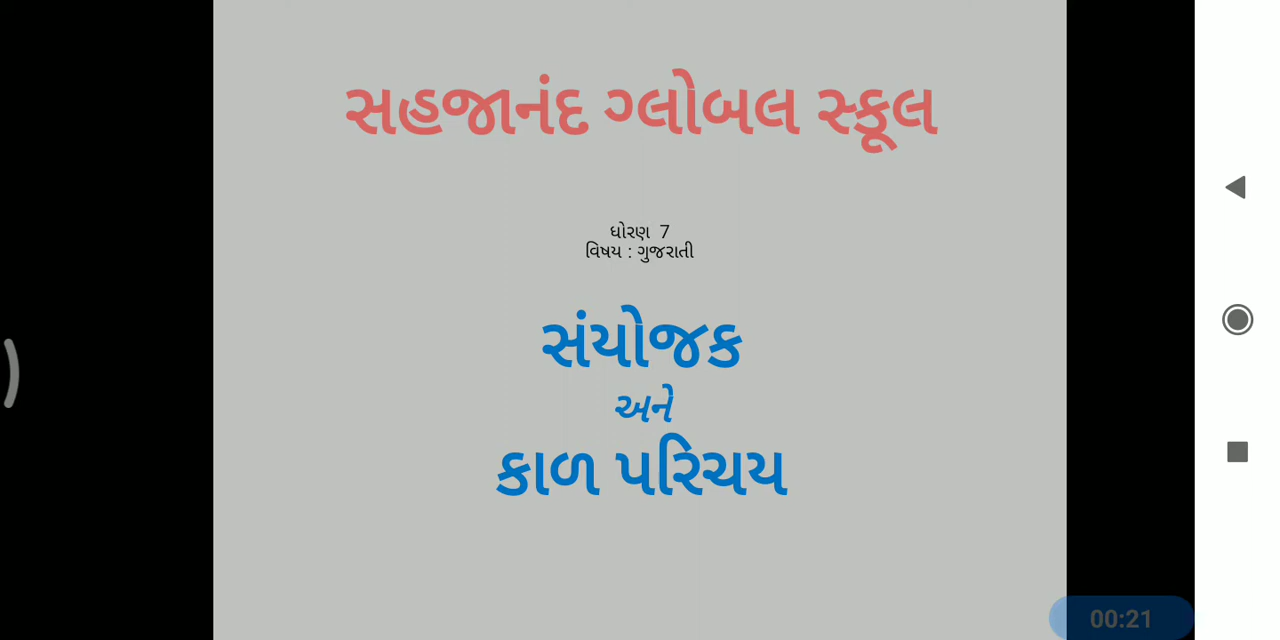 સહજાનંદ ગ્લોબલ સ્કૂલ
ધોરણ 7
વિષય : ગુજરાતી
સંયોજક
અને
કાળ પરિચય
00:21